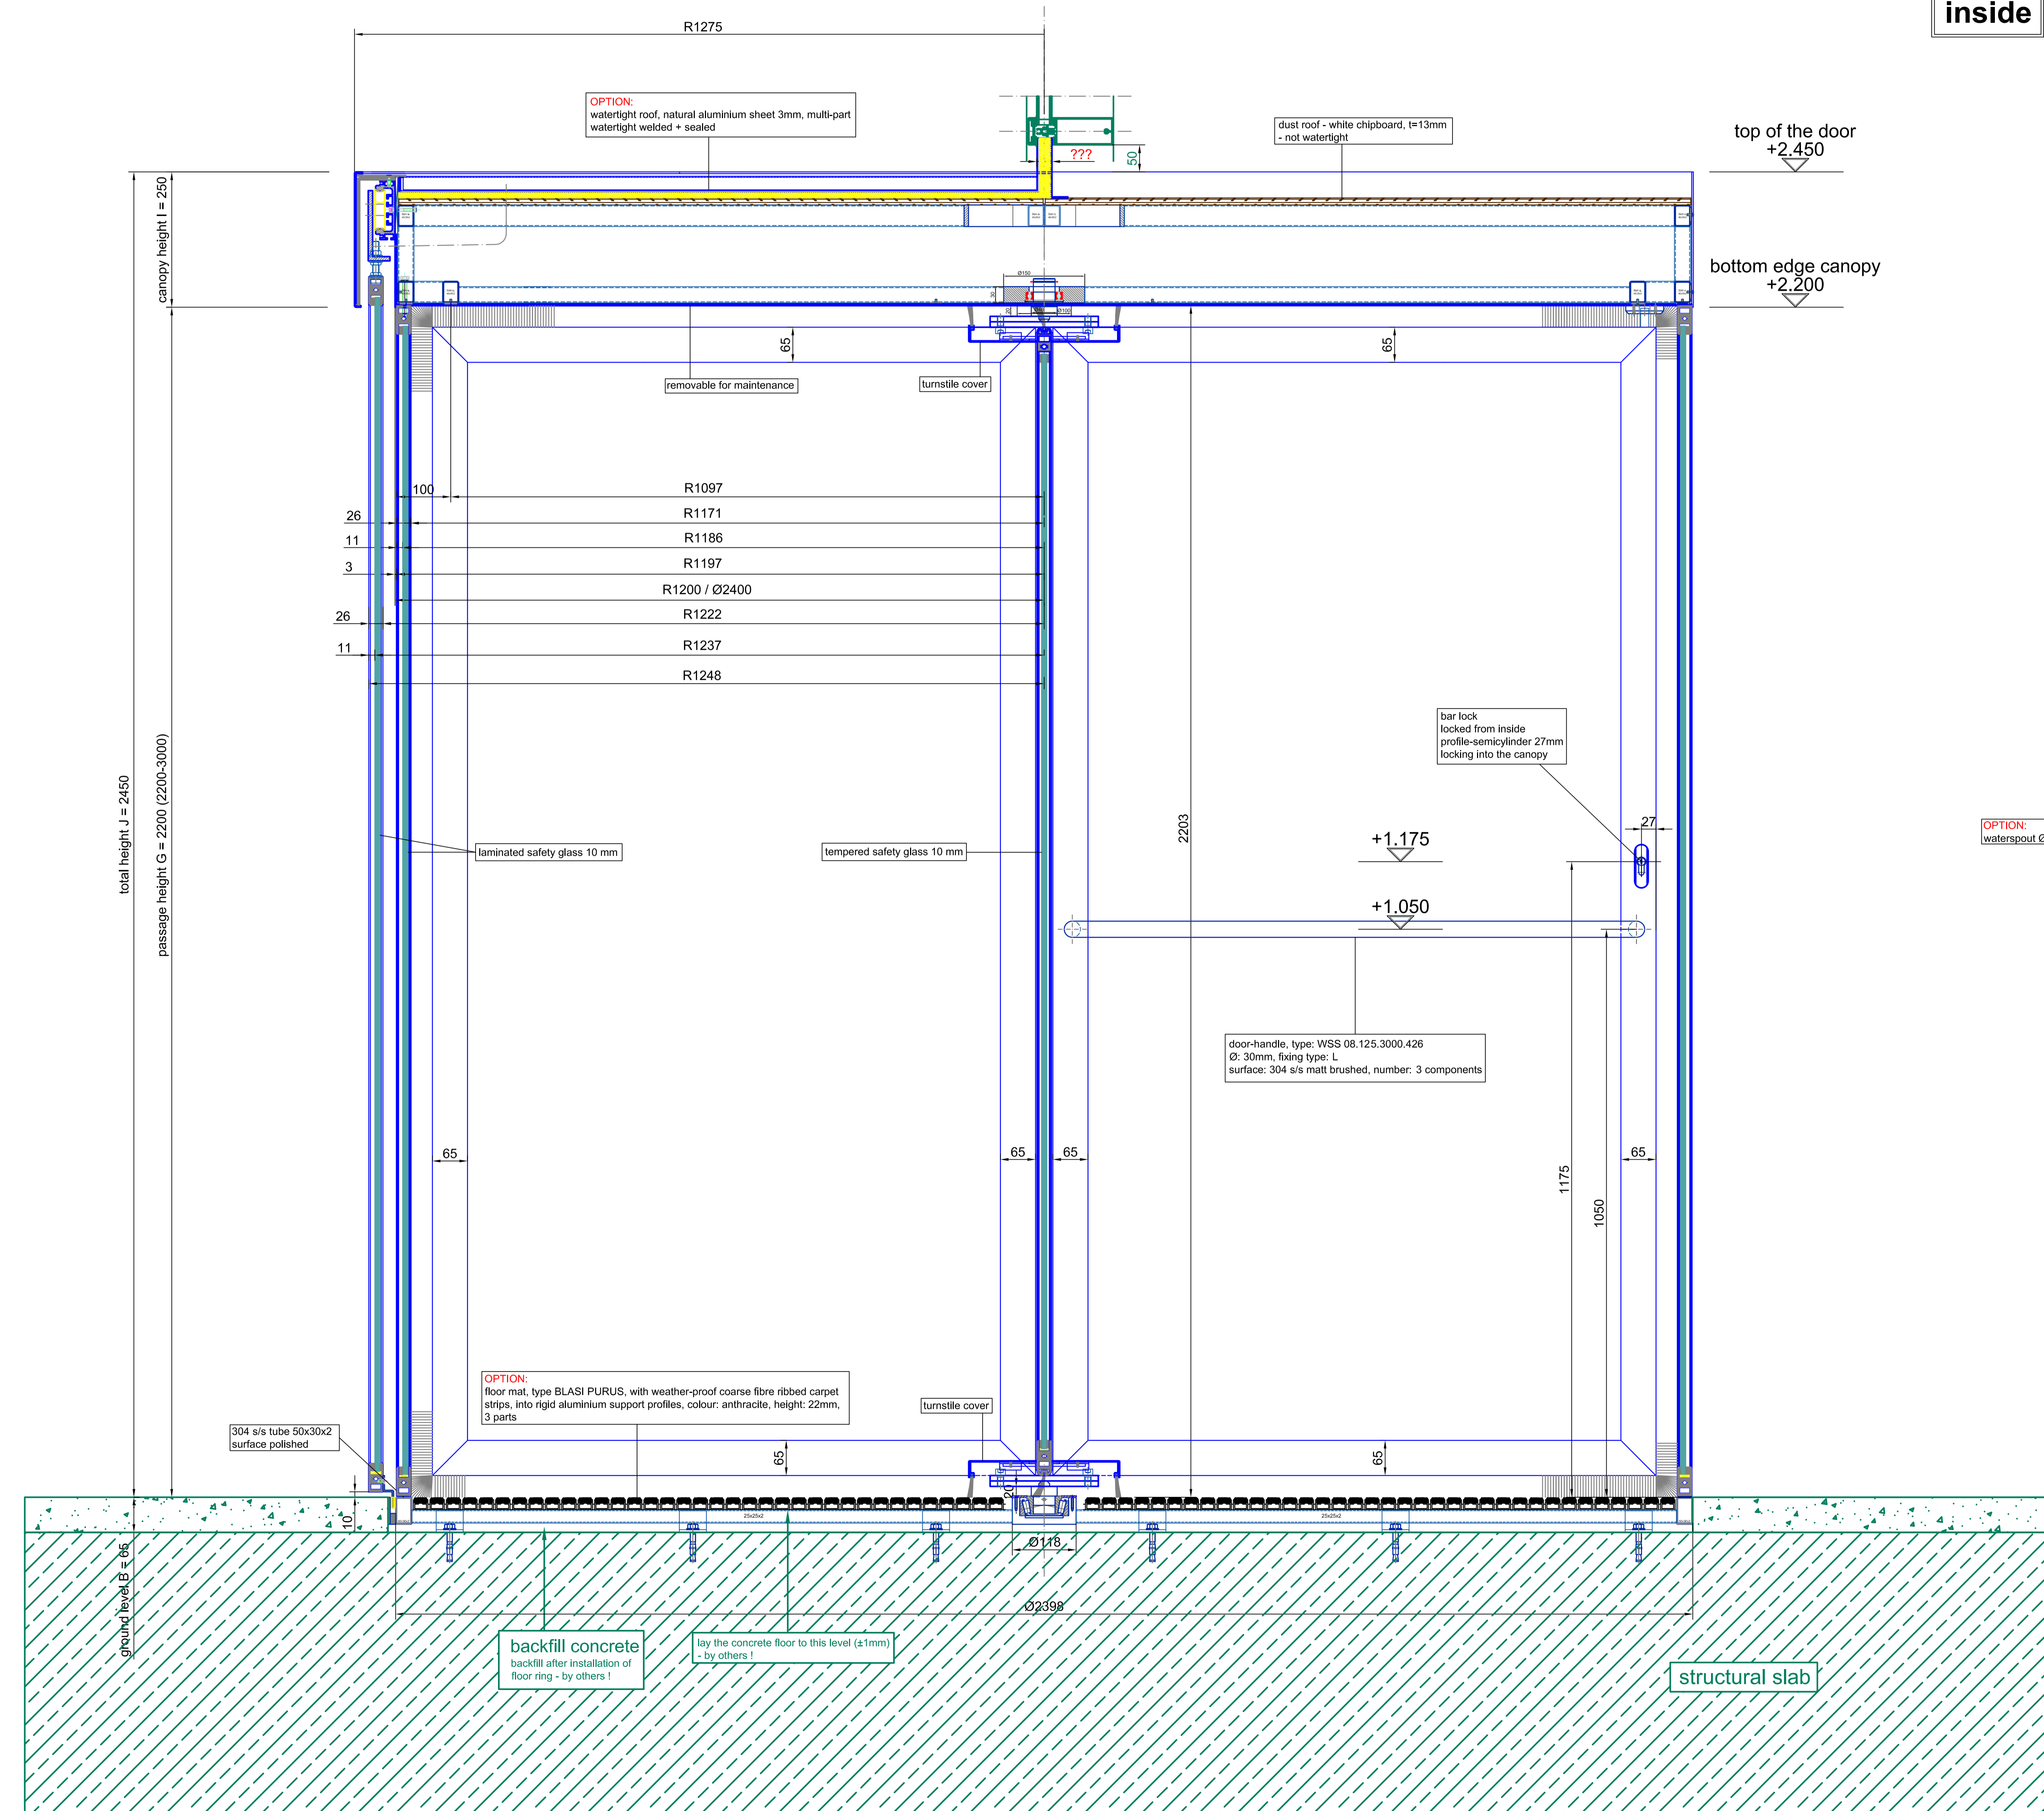 inside
R1275
OPTION:
watertight roof, natural aluminium sheet 3mm, multi-part
watertight welded + sealed
dust roof - white chipboard, t=13mm
- not watertight
???
50
top of the door
+2.450
canopy height I = 250
bottom edge canopy
+2.200
Ø150
30
20
Ø100
65
65
removable for maintenance
turnstile cover
100
R1097
26
R1171
11
R1186
3
R1197
R1200 / Ø2400
26
R1222
11
R1237
R1248
bar lock
locked from inside
profile-semicylinder 27mm
locking into the canopy
total height J = 2450
passage height G = 2200 (2200-3000)
2203
27
OPTION:
waterspout Ø
+1.175
laminated safety glass 10 mm
tempered safety glass 10 mm
+1.050
door-handle, type: WSS 08.125.3000.426
Ø: 30mm, fixing type: L
surface: 304 s/s matt brushed, number: 3 components
65
65
65
65
1175
1050
OPTION:
floor mat, type BLASI PURUS, with weather-proof coarse fibre ribbed carpet
strips, into rigid aluminium support profiles, colour: anthracite, height: 22mm,
3 parts
turnstile cover
304 s/s tube 50x30x2
surface polished
65
65
20
10
25x25x2
25x25x2
Ø118
ground level B = 65
Ø2398
backfill concrete
backfill after installation of
floor ring - by others !
lay the concrete floor to this level (±1mm)
- by others !
structural slab